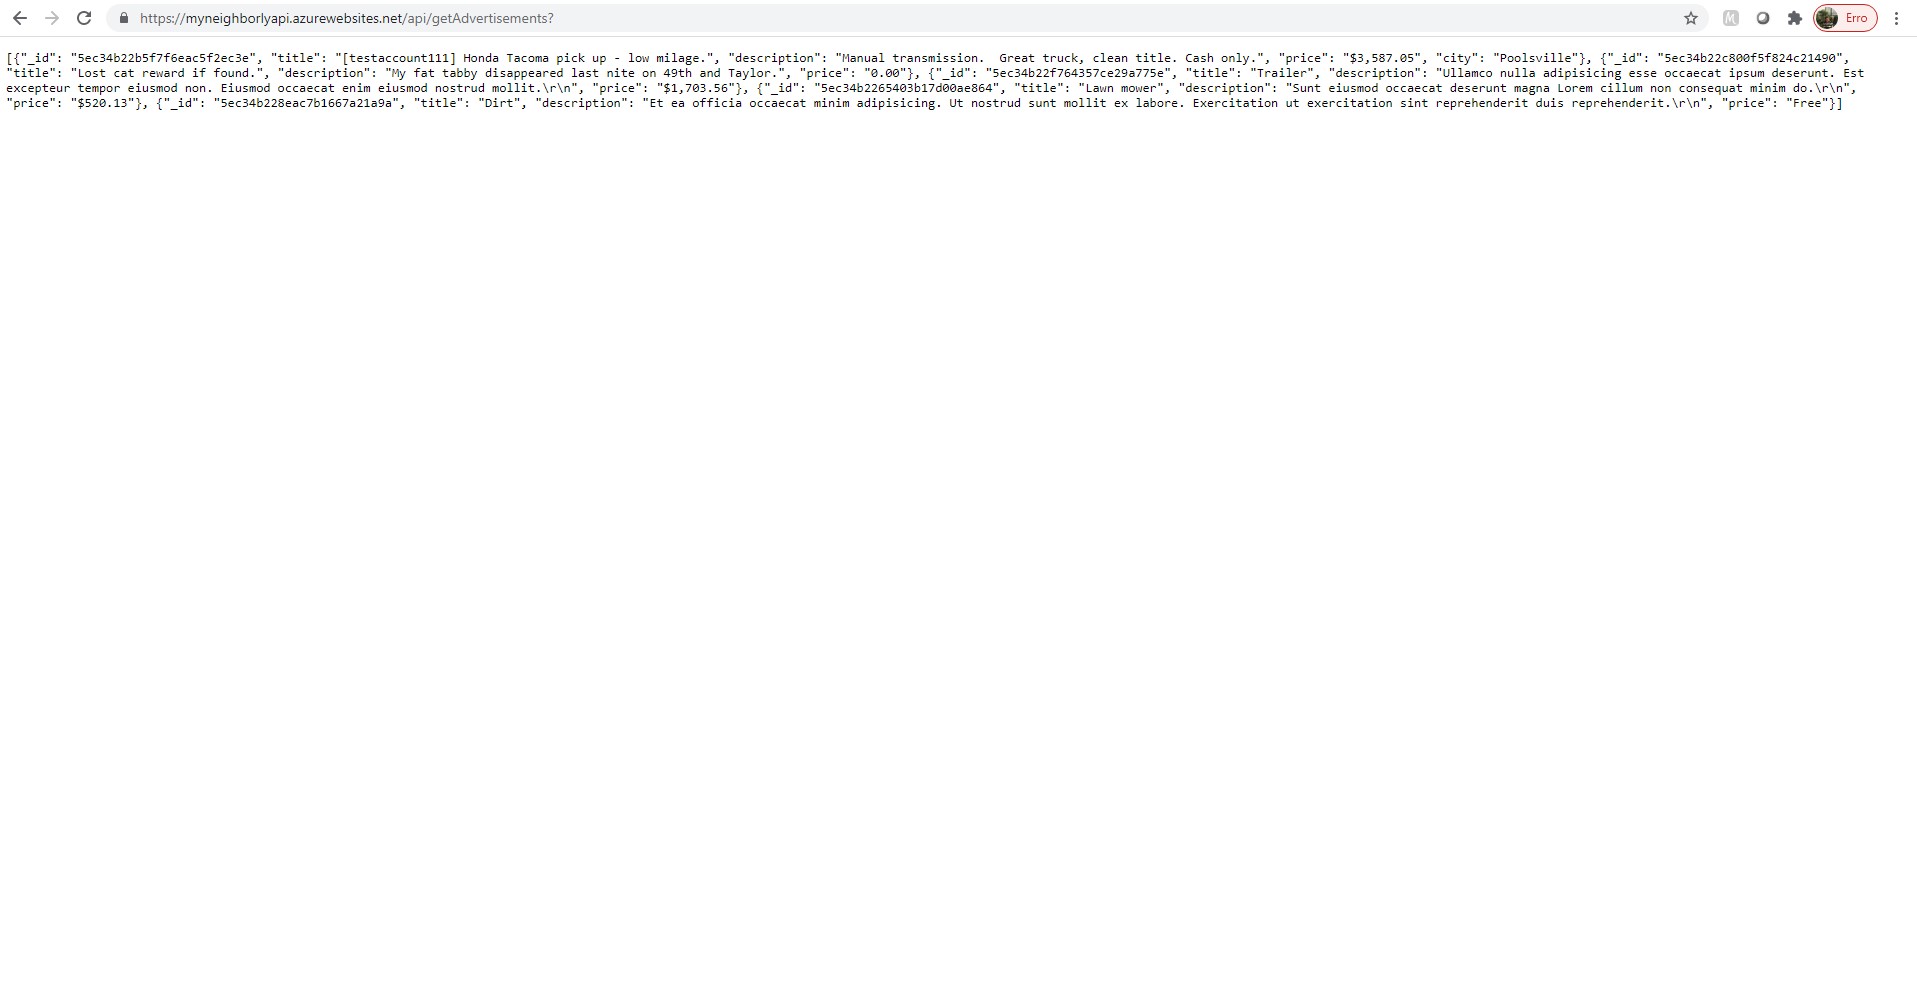 https://myneighborlyapi.azurewebsites.net/api/getAdvertisements?
M
Erro
[{"_id": "5ec34b22b5f7f6eac5f2ec3e", "title": "[testaccount111] Honda Tacoma pick up - low milage.", "description": "Manual transmission.  Great truck, clean title. Cash only.", "price": "$3,587.05", "city": "Poolsville"}, {"_id": "5ec34b22c800f5f824c21490",
"title": "Lost cat reward if found.", "description": "My fat tabby disappeared last nite on 49th and Taylor.", "price": "0.00"}, {"_id": "5ec34b22f764357ce29a775e", "title": "Trailer", "description": "Ullamco nulla adipisicing esse occaecat ipsum deserunt. Est
excepteur tempor eiusmod non. Eiusmod occaecat enim eiusmod nostrud mollit.\r\n", "price": "$1,703.56"}, {"_id": "5ec34b2265403b17d00ae864", "title": "Lawn mower", "description": "Sunt eiusmod occaecat deserunt magna Lorem cillum non consequat minim do.\r\n",
"price": "$520.13"}, {"_id": "5ec34b228eac7b1667a21a9a", "title": "Dirt", "description": "Et ea officia occaecat minim adipisicing. Ut nostrud sunt mollit ex labore. Exercitation ut exercitation sint reprehenderit duis reprehenderit.\r\n", "price": "Free"}]